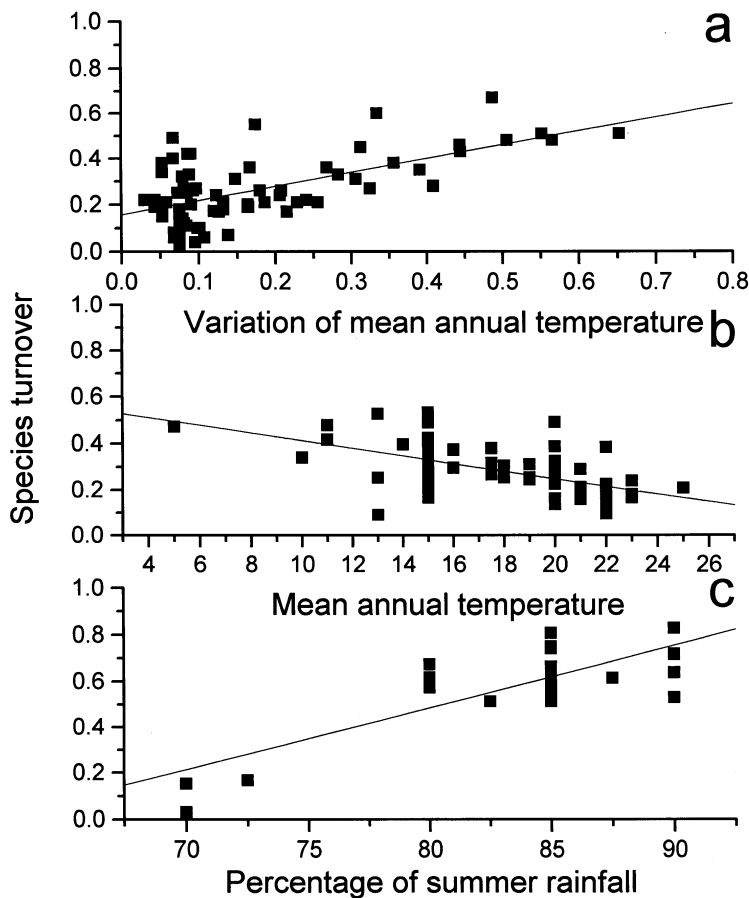 a
1.0
0.8
0.6
0.4
0.2
0.0
0.0 0.1 0.2 0.3 0.4 0.5 0.6 0.7 0.8
Variation of mean annual temperature
b
1.0
0.8
0.6
0.4
0.2
0.0
4 6 8 10 12 14 16 18 20 22 24 26
Mean annual temperature
Species turnover
c
1.0
0.8
0.6
0.4
0.2
0.0
70 75 80 85 90
Percentage of summer rainfall